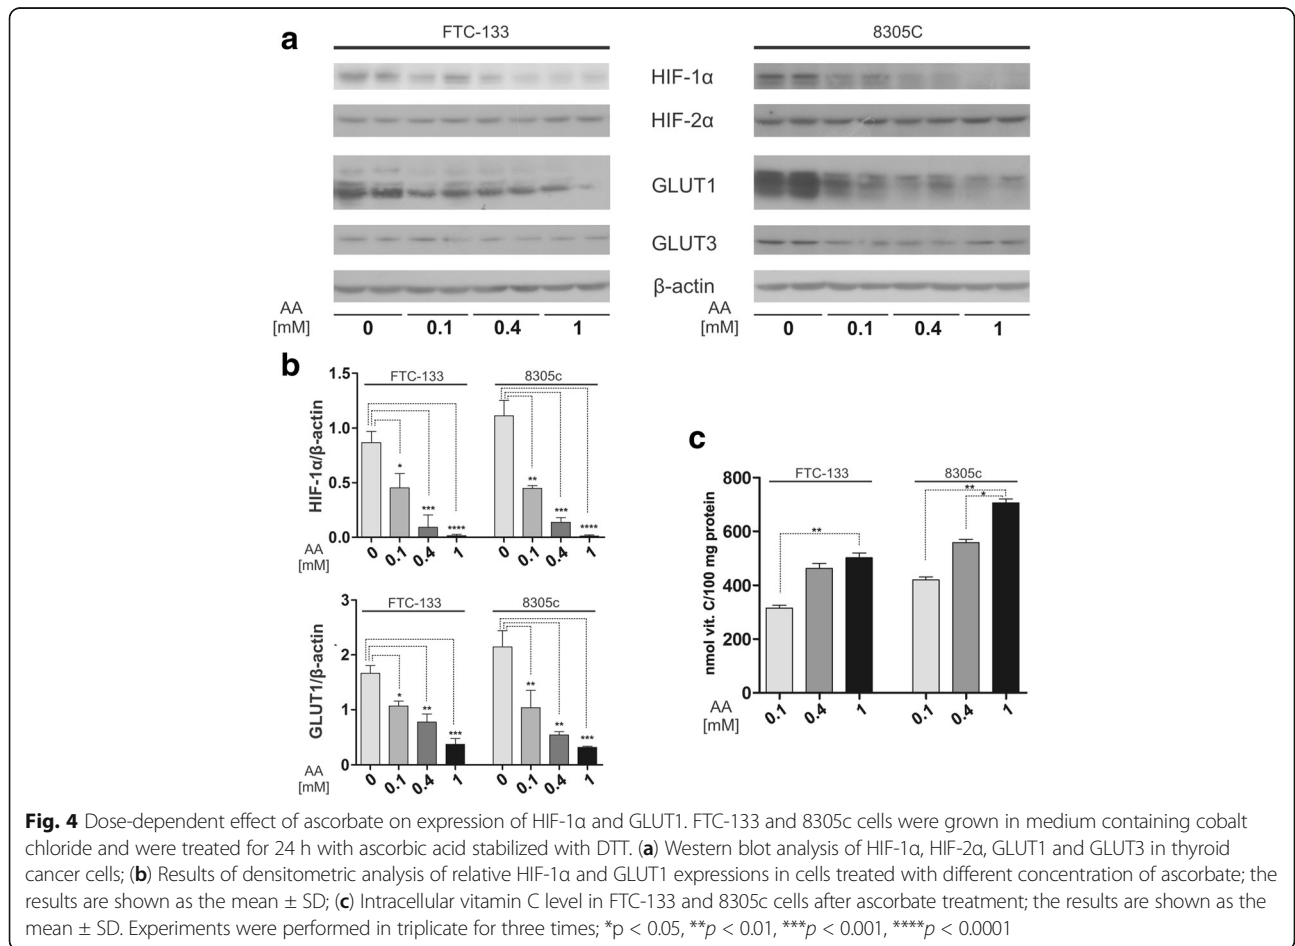 a
FTC-133
8305C
HIF-1α
HIF-2α
GLUT1
GLUT3
β-actin
AA
[mM]
0 0.1 0.4 1
AA
[mM]
0 0.1 0.4 1
b
FTC-133 8305c
HIF-1α/β-actin
1.5
1.0
0.5
0.0
* *** **** ** *** ****
AA
[mM]
0 0.1 0.4 1 0 0.1 0.4 1
FTC-133 8305c
GLUT1/β-actin
3
2
1
0
* ** *** ** ** ***
AA
[mM]
0 0.1 0.4 1 0 0.1 0.4 1
c
FTC-133 8305c
nmol vit. C/100 mg protein
800
600
400
200
0
** ** *
AA
[mM]
0.1 0.4 1 0.1 0.4 1
Fig. 4 Dose-dependent effect of ascorbate on expression of HIF-1α and GLUT1. FTC-133 and 8305c cells were grown in medium containing cobalt
chloride and were treated for 24 h with ascorbic acid stabilized with DTT. (a) Western blot analysis of HIF-1α, HIF-2α, GLUT1 and GLUT3 in thyroid
cancer cells; (b) Results of densitometric analysis of relative HIF-1α and GLUT1 expressions in cells treated with different concentration of ascorbate; the
results are shown as the mean ± SD; (c) Intracellular vitamin C level in FTC-133 and 8305c cells after ascorbate treatment; the results are shown as the
mean ± SD. Experiments were performed in triplicate for three times; *p < 0.05, **p < 0.01, ***p < 0.001, ****p < 0.0001